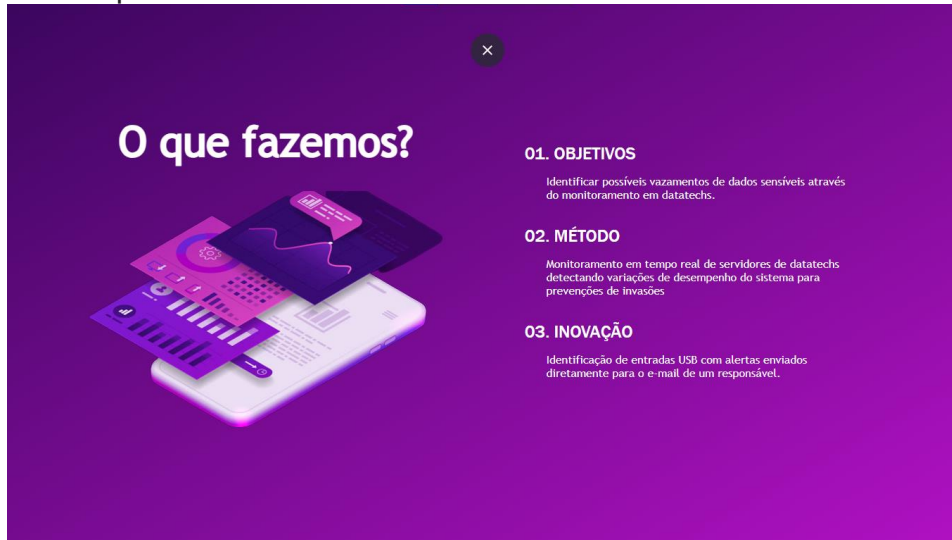 O que fazemos?
01. OBJETIVOS
Identificar possíveis vazamentos de dados sensíveis através
do monitoramento em datatechs.
02. MÉTODO
Monitoramento em tempo real de servidores de datatechs
detectando variações de desempenho do sistema para
prevenções de invasões
03. INOVAÇÃO
Identificação de entradas USB com alertas enviados
diretamente para o e-mail de um responsável.